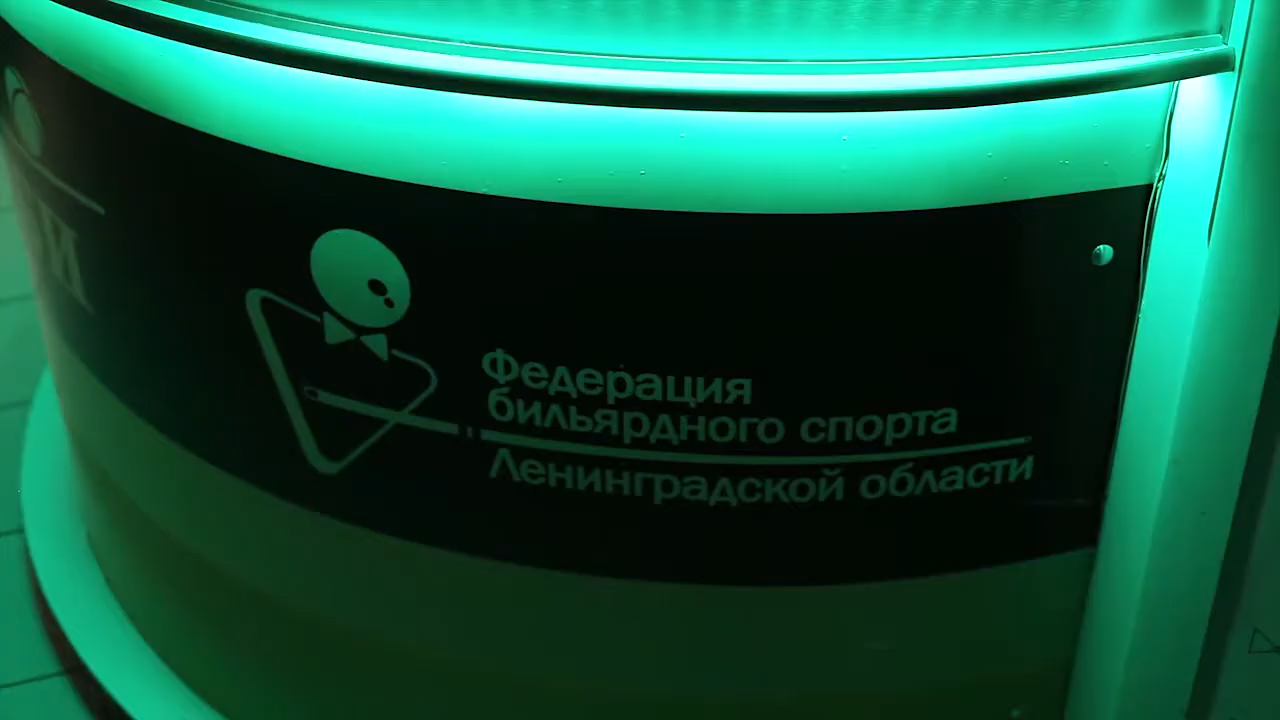 Федерация
бильярдного спорта
Ленинградской области